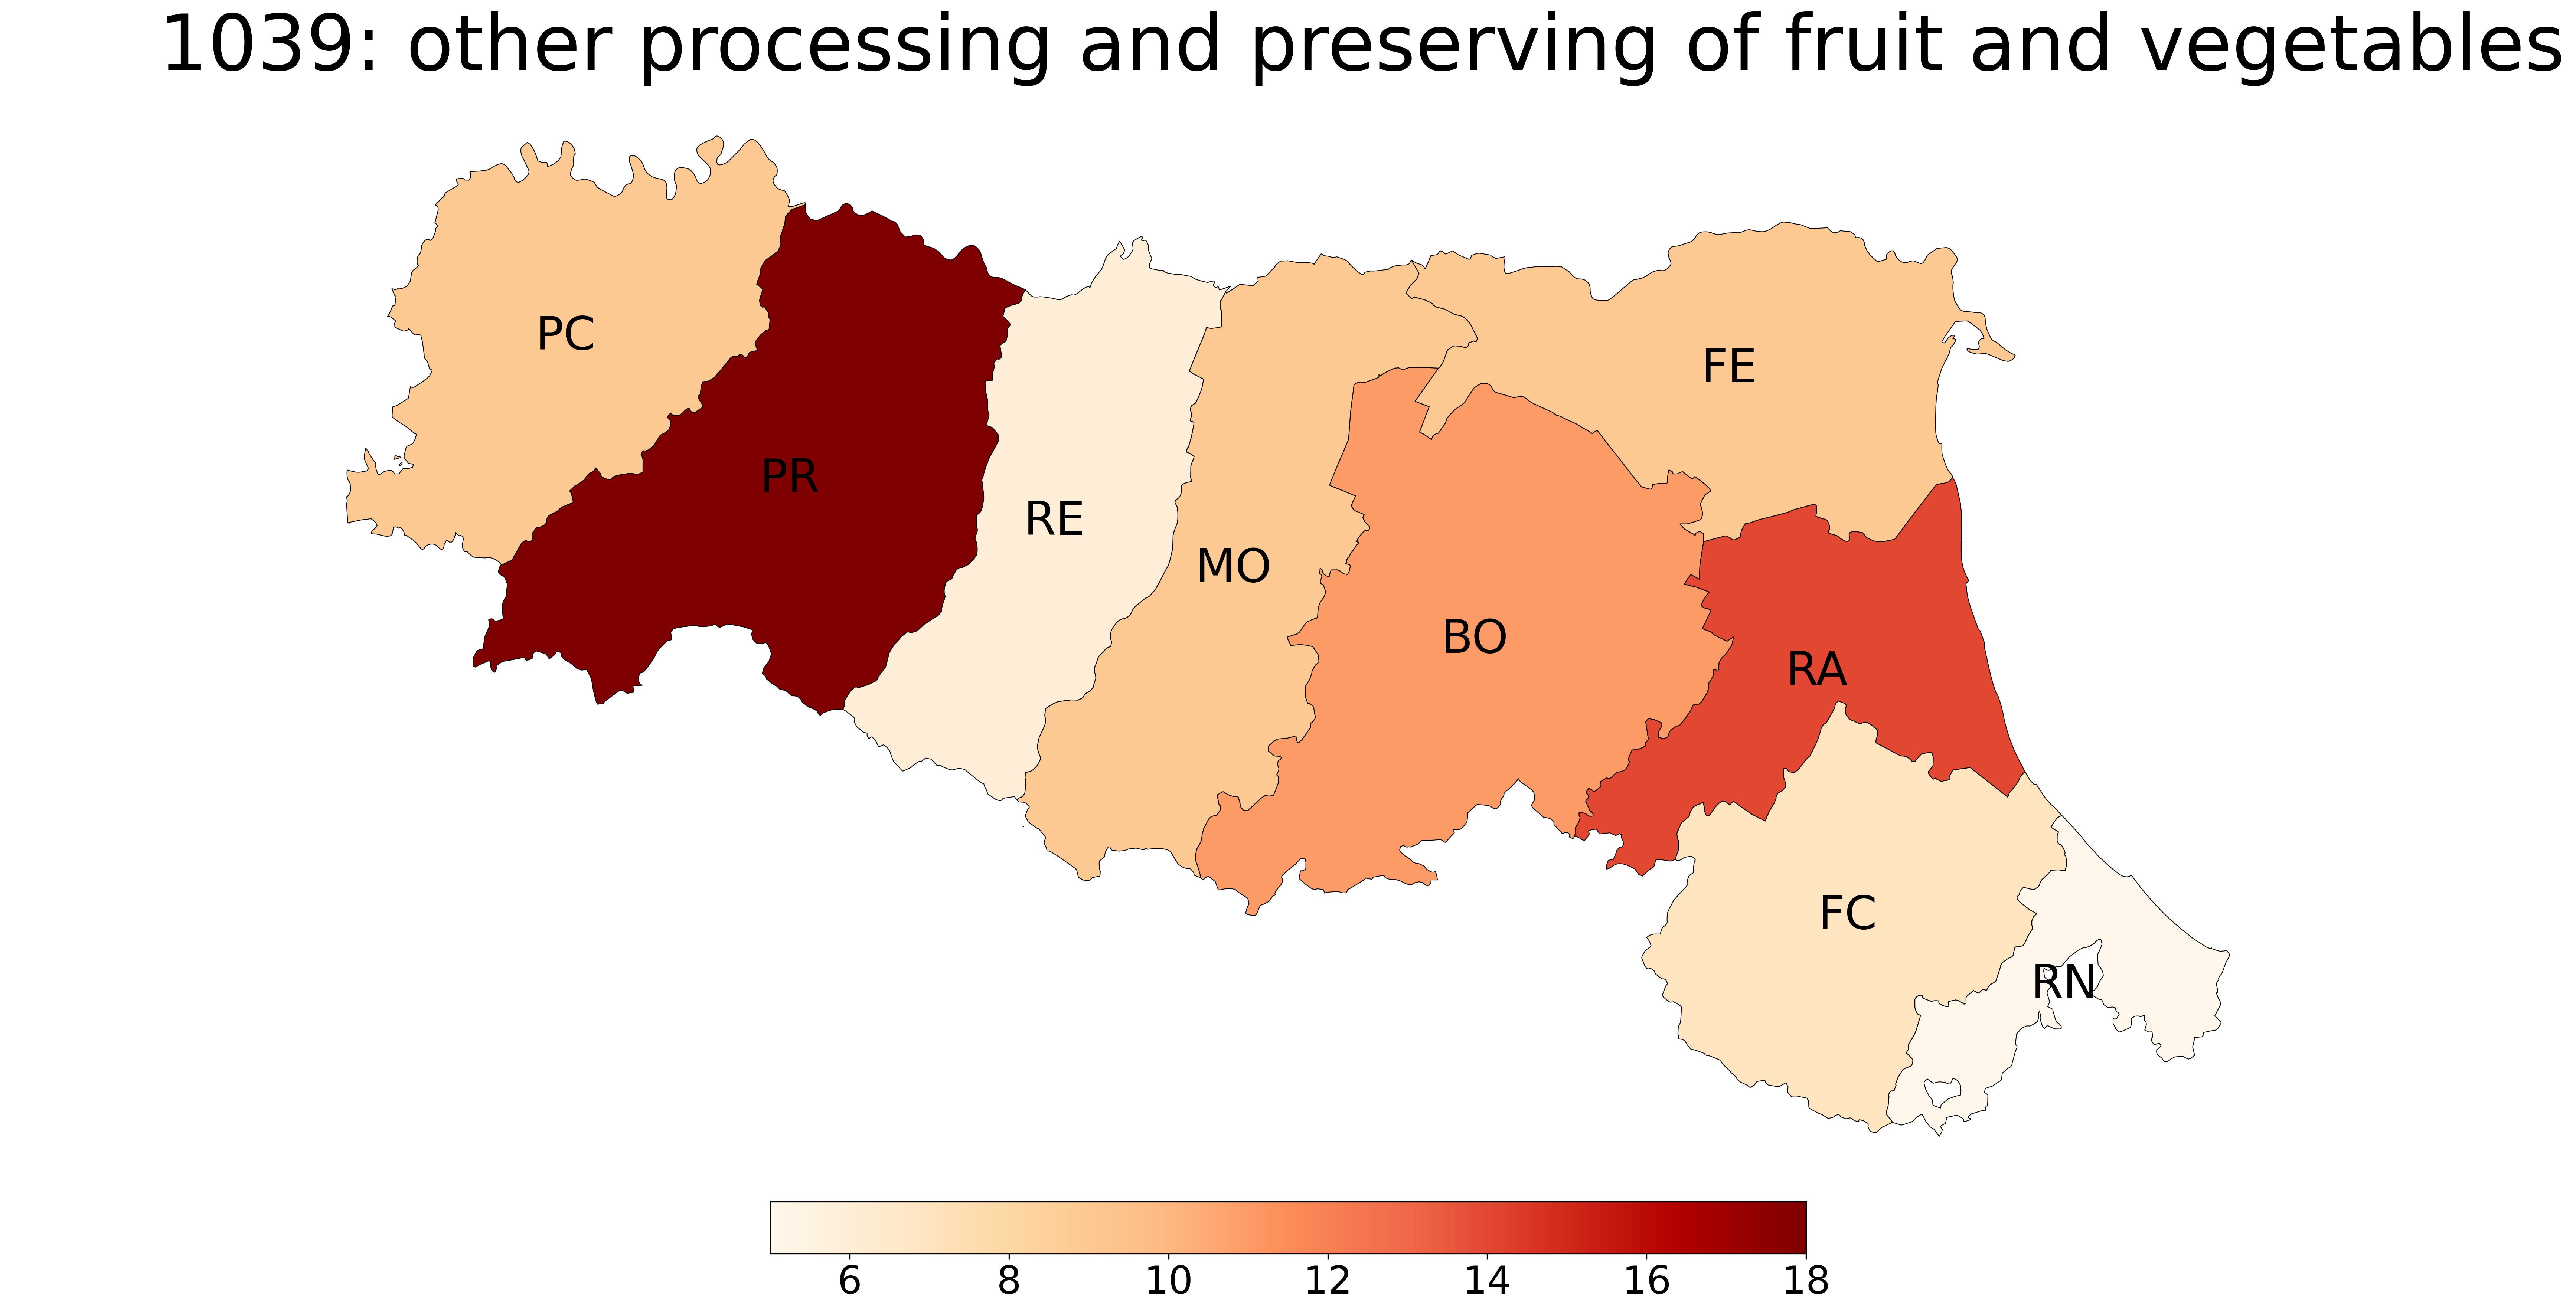 1039: other processing and preserving of fruit and vegetables
PC
FE
PR
RE
MO
BO
RA
FC
RN
6 8 10 12 14 16 18